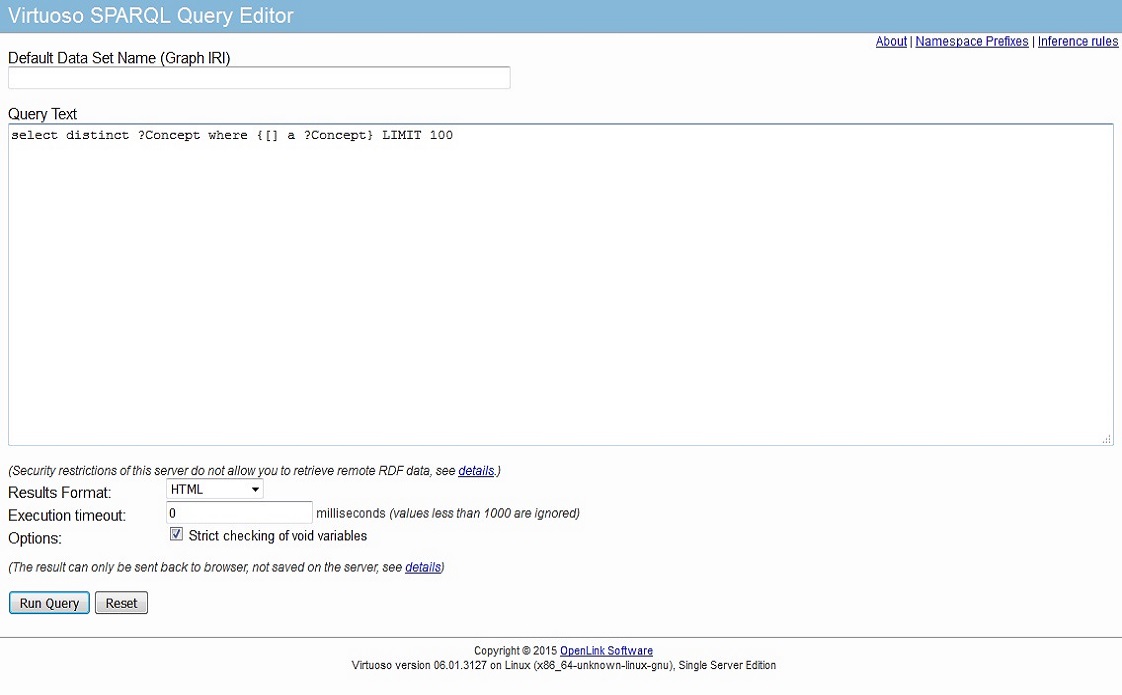 Virtuoso SPARQL Query Editor
About | Namespace Prefixes | Inference rules
Default Data Set Name (Graph IRI)
Query Text
select distinct ?Concept where {[] a ?Concept} LIMIT 100
(Security restrictions of this server do not allow you to retrieve remote RDF data, see details.)
Results Format: HTML
Execution timeout: 0 milliseconds (values less than 1000 are ignored)
Options: Strict checking of void variables
(The result can only be sent back to browser, not saved on the server, see details)
Run Query Reset
Copyright © 2015 OpenLink Software
Virtuoso version 06.01.3127 on Linux (x86_64-unknown-linux-gnu), Single Server Edition